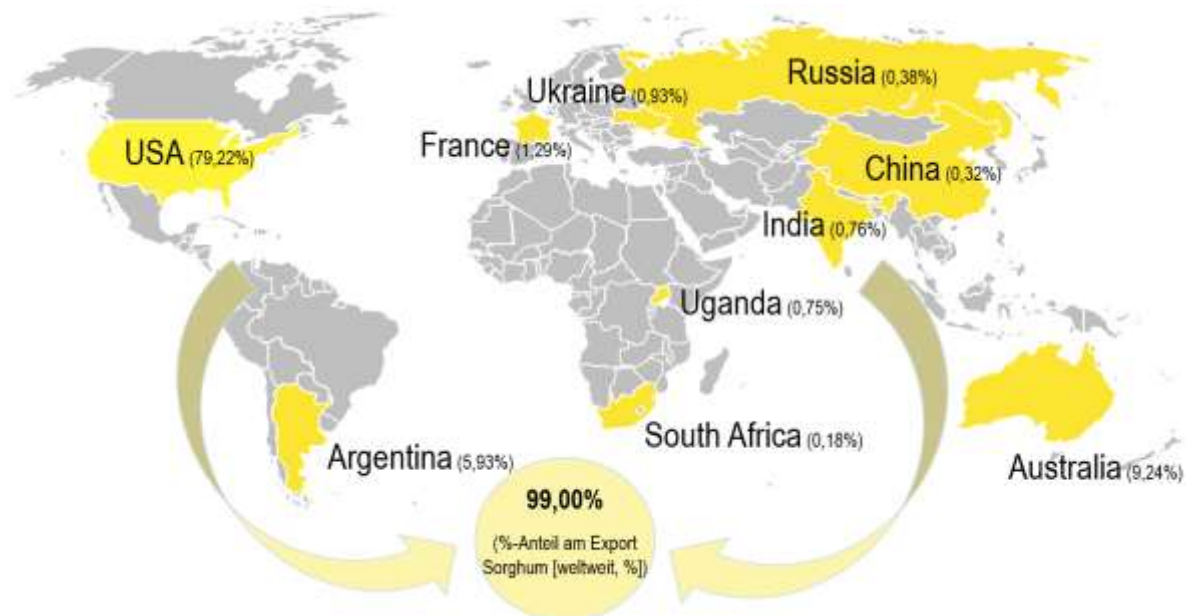 Russia (0,38%)
Ukraine (0,93%)
USA (79,22%)
France (1,29%)
China (0,32%)
India (0,76%)
Uganda (0,75%)
South Africa (0,18%)
Argentina (5,93%)
Australia (9,24%)
99,00%
(%-Anteil am Export
Sorghum [weltweit, %])